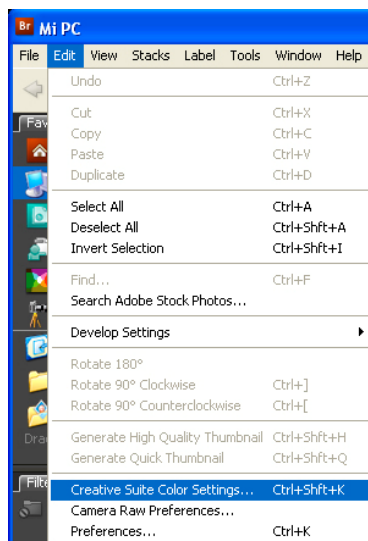 Br Mi PC
File Edit View Stacks Label Tools Window Help
Undo Ctrl+Z
Cut Ctrl+X
Copy Ctrl+C
Paste Ctrl+V
Duplicate Ctrl+D
Select All Ctrl+A
Deselect All Ctrl+Shft+A
Invert Selection Ctrl+Shft+I
Find... Ctrl+F
Search Adobe Stock Photos...
Develop Settings
Rotate 180°
Rotate 90° Clockwise Ctrl+]
Rotate 90° Counterclockwise Ctrl+[
Generate High Quality Thumbnail Ctrl+Shft+H
Generate Quick Thumbnail Ctrl+Shft+Q
Creative Suite Color Settings... Ctrl+Shft+K
Camera Raw Preferences...
Preferences... Ctrl+K
Fav
Dra
Filte